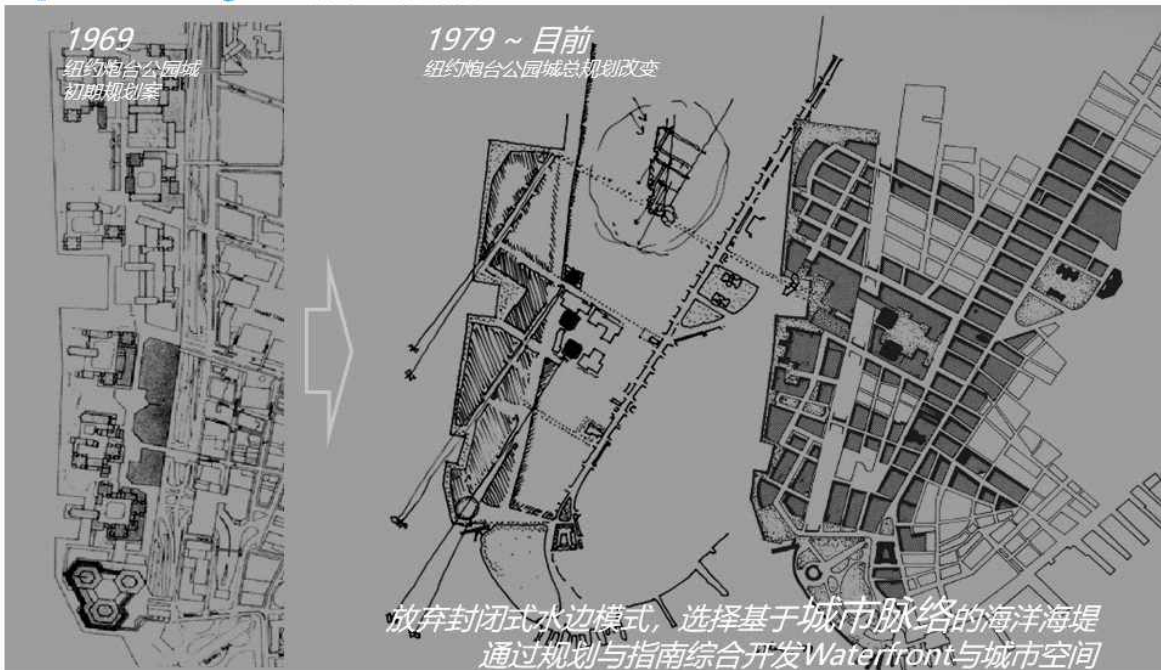 1969
纽约炮台公园城
初期规划案
1979 ~ 目前
纽约炮台公园城总规划改变
放弃封闭式水边模式，选择基于城市脉络的海洋海堤
通过规划与指南综合开发Waterfront与城市空间